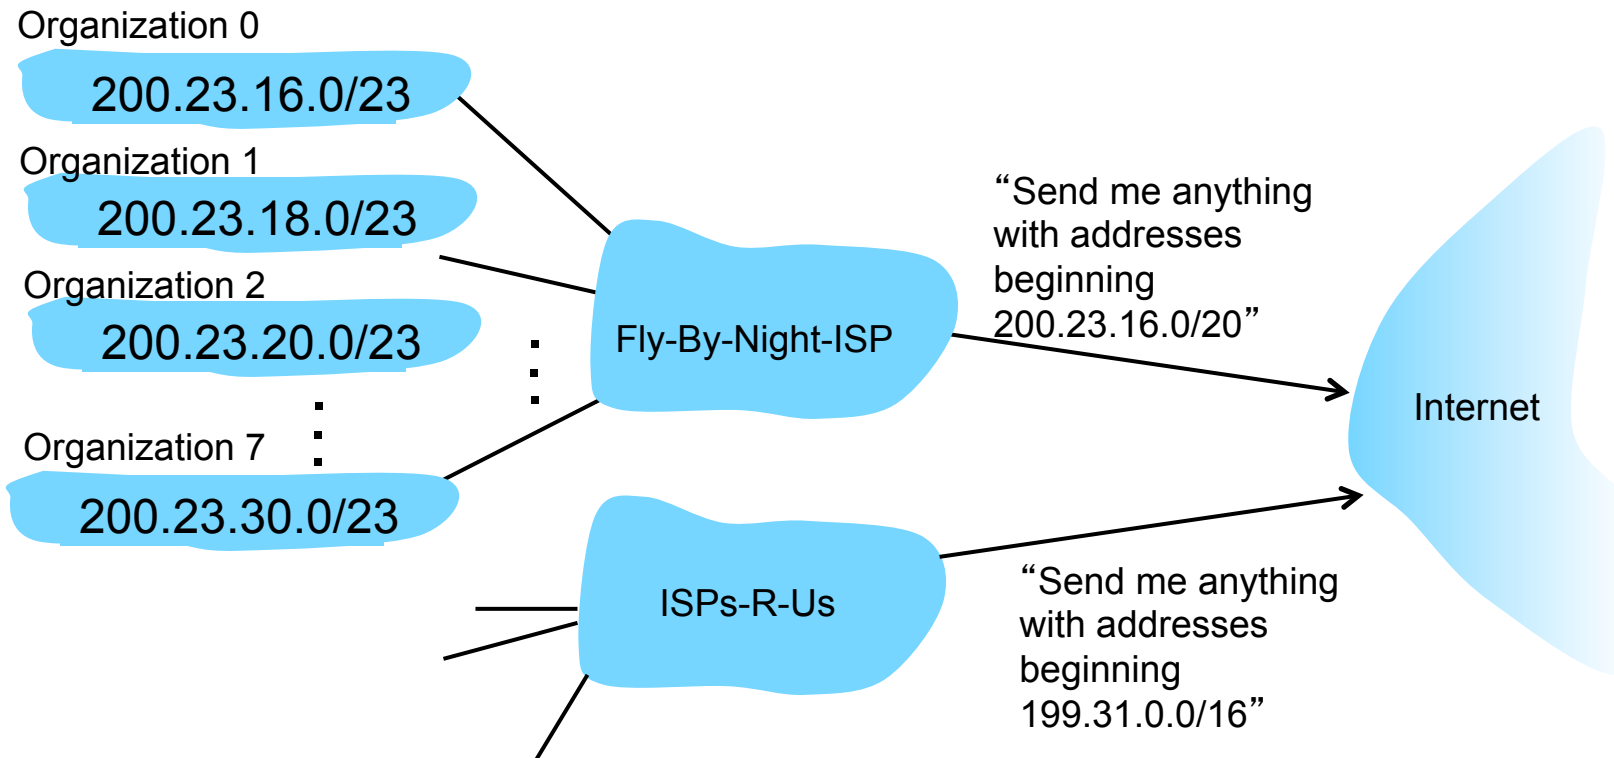 Organization 0
200.23.16.0/23
Organization 1
200.23.18.0/23
Organization 2
200.23.20.0/23
Organization 7
200.23.30.0/23
Fly-By-Night-ISP
ISPs-R-Us
“Send me anything
with addresses
beginning
200.23.16.0/20”
Internet
“Send me anything
with addresses
beginning
199.31.0.0/16”